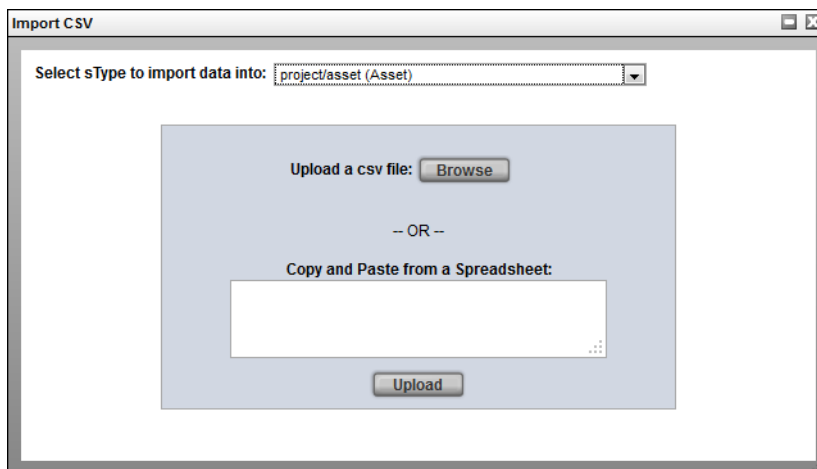 Import CSV
Select sType to import data into: project/asset (Asset)
Upload a csv file: Browse
-- OR --
Copy and Paste from a Spreadsheet:
Upload